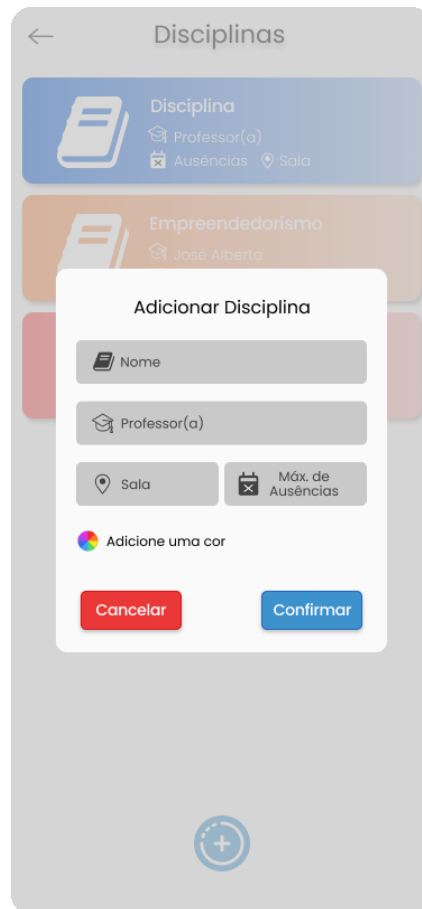 Disciplinas
Disciplina
Professor(a)
Ausências Sala
Empreendedorismo
José Alberto
Adicionar Disciplina
Nome
Professor(a)
Sala
Máx. de
Ausências
Adicione uma cor
Cancelar
Confirmar